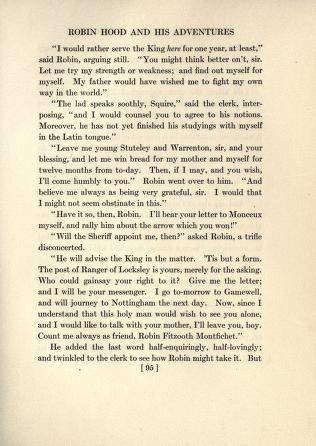 ROBIN HOOD AND HIS ADVENTURES
"I would rather serve the King here for one year, at least,"
said Robin, arguing still. "You might think better on't, sir.
Let me try my strength or weakness; and find out myself for
myself. My father would have wished me to fight my own
way in the world."
"The lad speaks soothly, Squire," said the clerk, inter-
posing, "and I would counsel you to agree to his notions.
Moreover, he has not yet finished his studyings with myself
in the Latin tongue."
"Leave me young Stuteley and Warrenton, sir, and your
blessing, and let me win bread for my mother and myself for
twelve months from to-day. Then, if I may, and you wish,
I'll come humbly to you." Robin went over to him. "And
believe me always as being very grateful, sir. I would that
I might not seem obstinate in this."
"Have it so, then, Robin. I'll bear your letter to Monceux
myself, and rally him about the arrow which you won!"
"Will the Sheriff appoint me, then?" asked Robin, a trifle
disconcerted.
"He will advise the King in the matter. 'Tis but a form.
The post of Ranger of Locksley is yours, merely for the asking.
Who could gainsay your right to it? Give me the letter;
and I will be your messenger. I go to-morrow to Gamewell,
and will journey to Nottingham the next day. Now, since I
understand that this holy man would wish to see you alone,
and I would like to talk with your mother, I'll leave you, boy.
Count me always as friend, Robin Fitzooth Montfichet."
He added the last word half-enquiringly, half-lovingly;
and twinkled to the clerk to see how Robin might take it. But
[ 95 ]